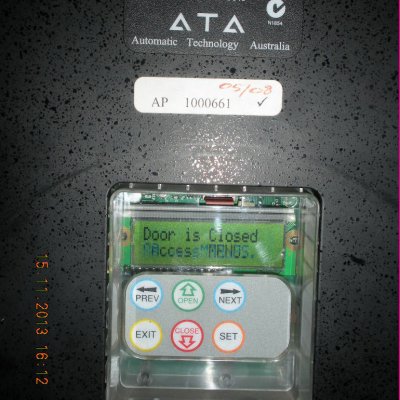 ATA
N1854
Automatic Technology Australia
05/028
AP 1000661 ✓
Door is Closed
PREV
OPEN
NEXT
EXIT
CLOSE
SET
15 11 2013 16:12